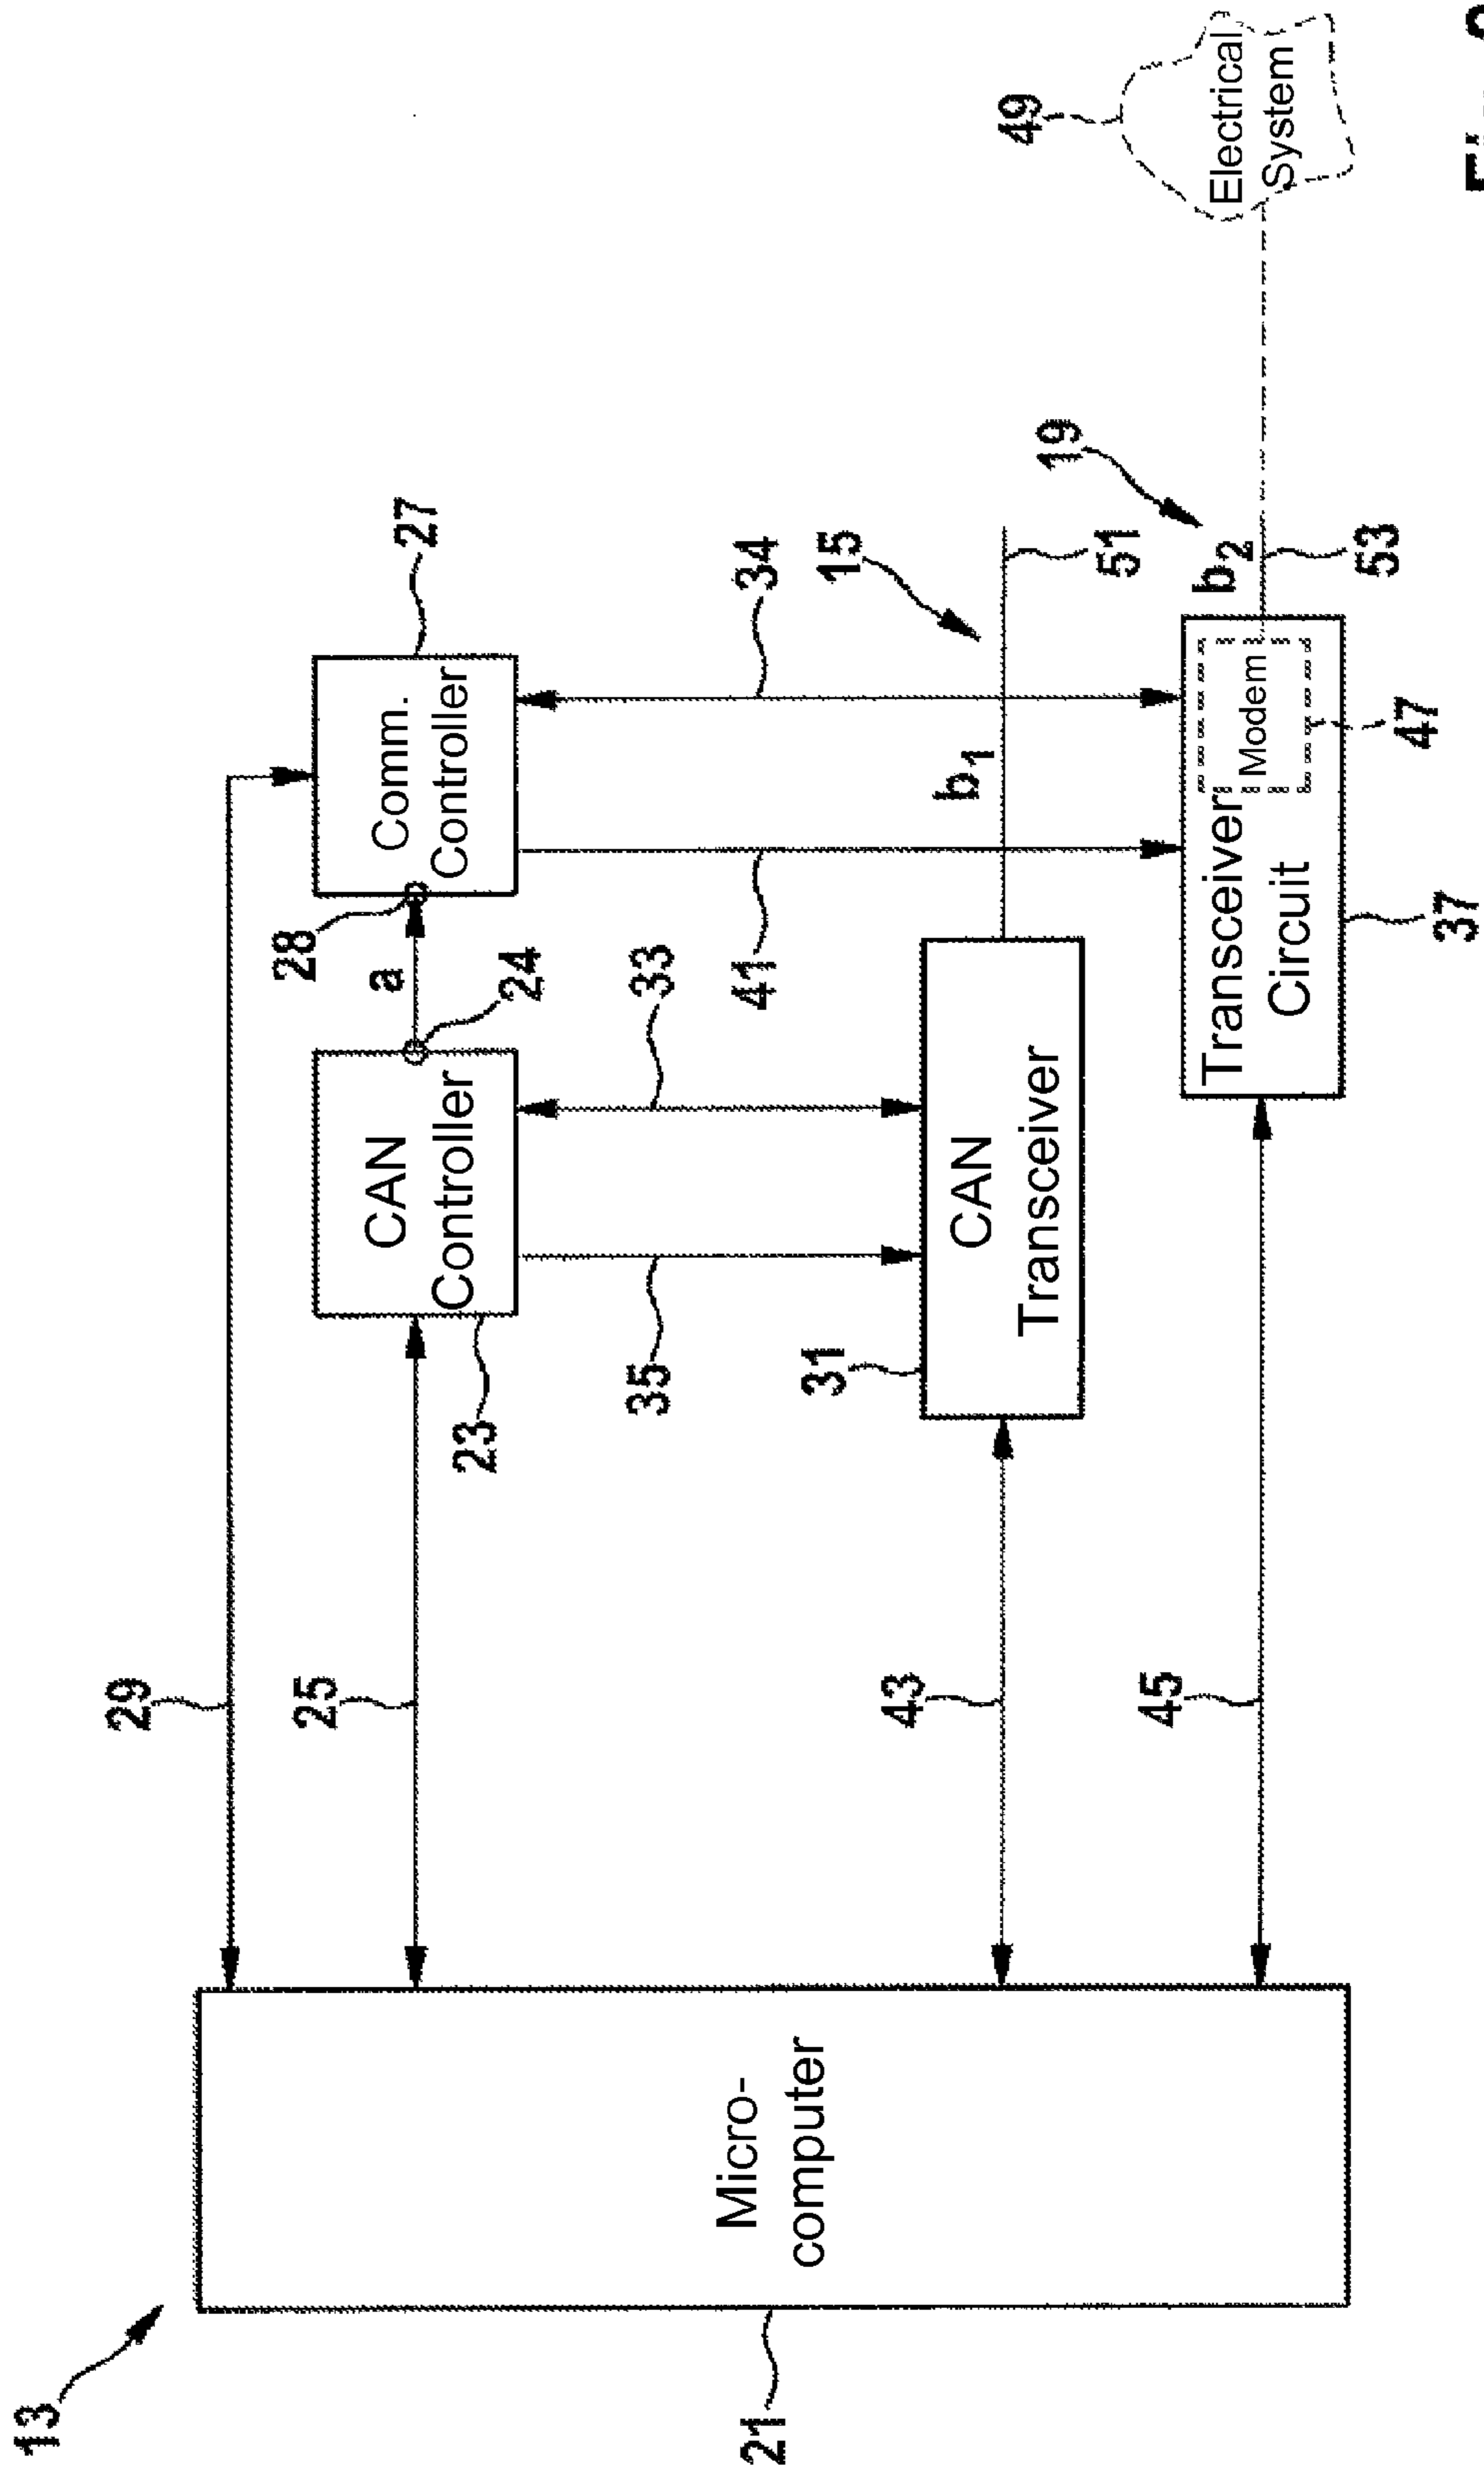 13
21
Micro-
computer
29
25
43
45
23
CAN
Controller
24
a
28
Comm.
Controller
27
35
33
41
34
31
CAN
Transceiver
b1
15
51
Transceiver
Circuit
Modem
37
47
b2
19
53
49
Electrical
System